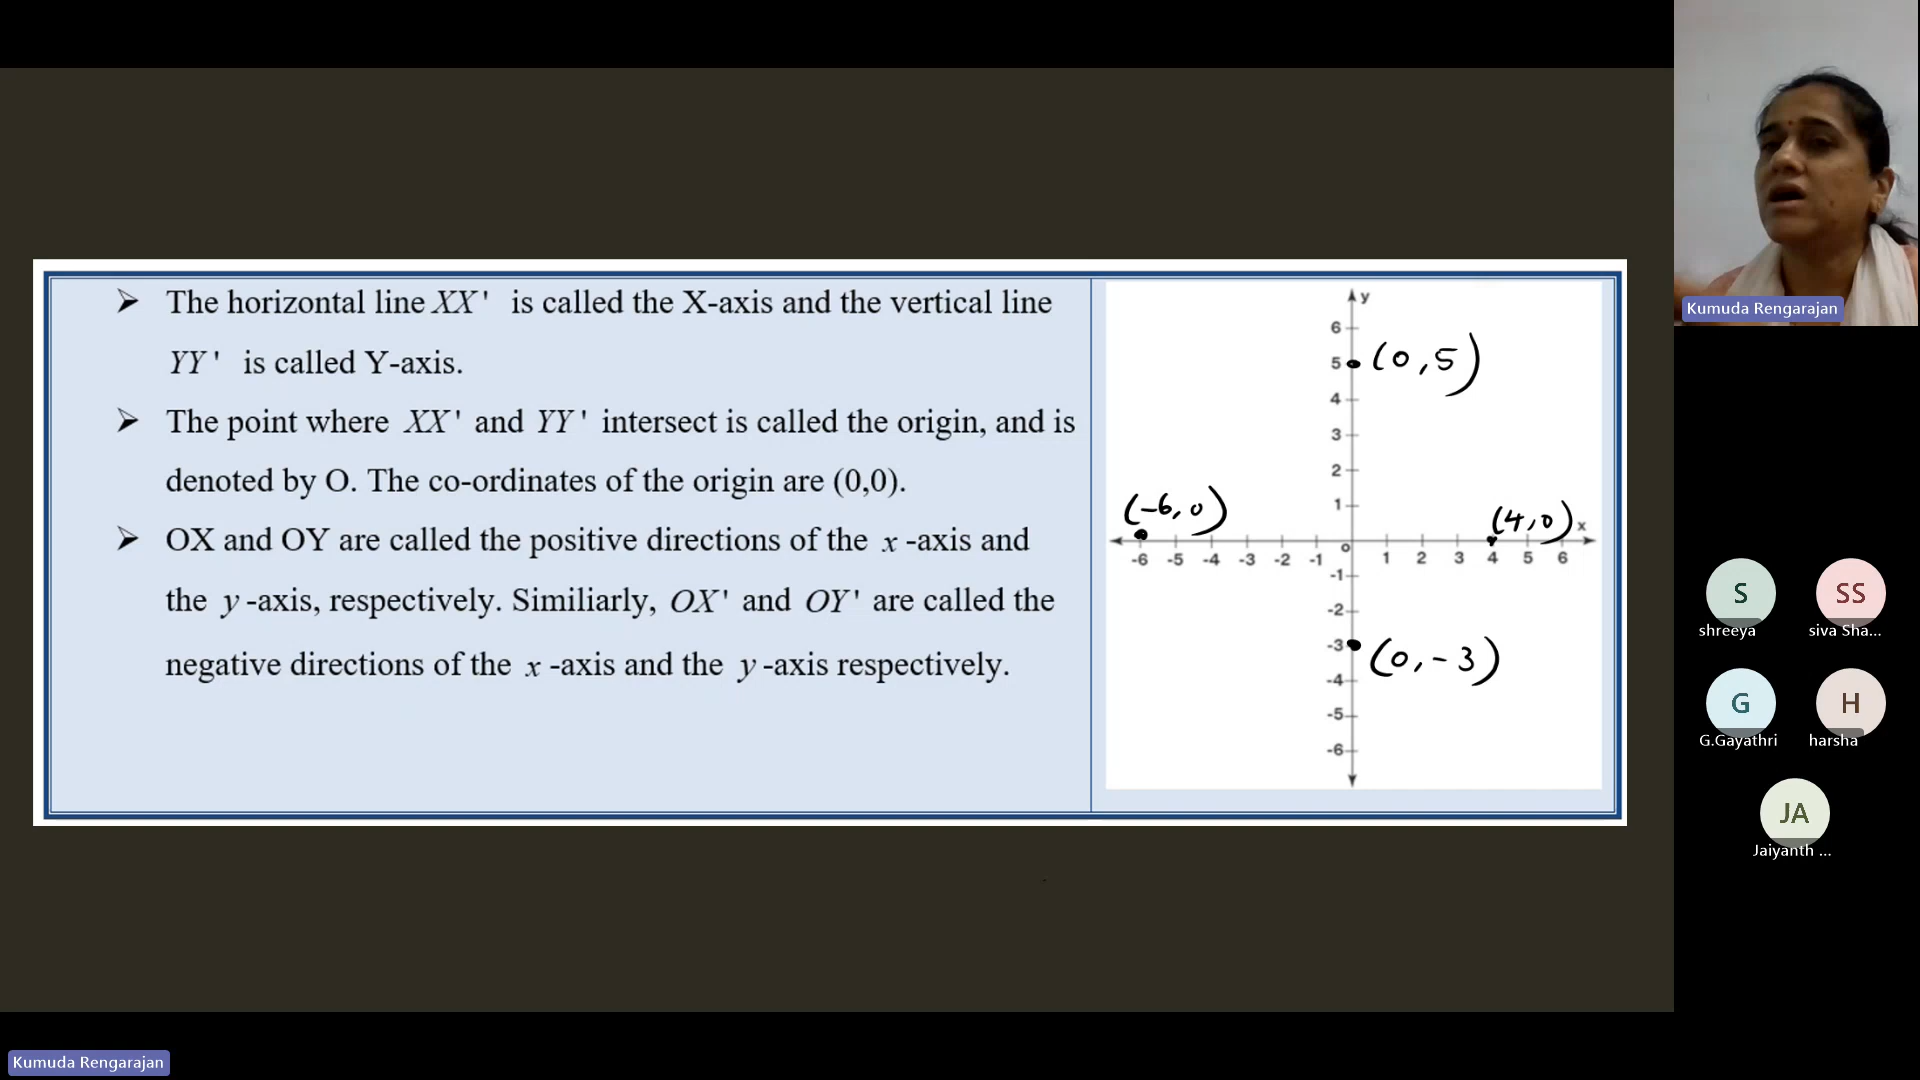 ➢ The horizontal line XX' is called the X-axis and the vertical line
YY' is called Y-axis.
➢ The point where XX' and YY' intersect is called the origin, and is
denoted by O. The co-ordinates of the origin are (0,0).
➢ OX and OY are called the positive directions of the x -axis and
the y -axis, respectively. Similiarly, OX' and OY' are called the
negative directions of the x -axis and the y -axis respectively.
y
6
5 (0,5)
4
3
2
1
(-6,0)
(4,0) x
-6 -5 -4 -3 -2 -1 O 1 2 3 4 5 6
-1
-2
-3 (0,-3)
-4
-5
-6
Kumuda Rengarajan
S SS
shreeya siva Sha...
G H
G.Gayathri harsha
JA
Jaiyanth ...
Kumuda Rengarajan